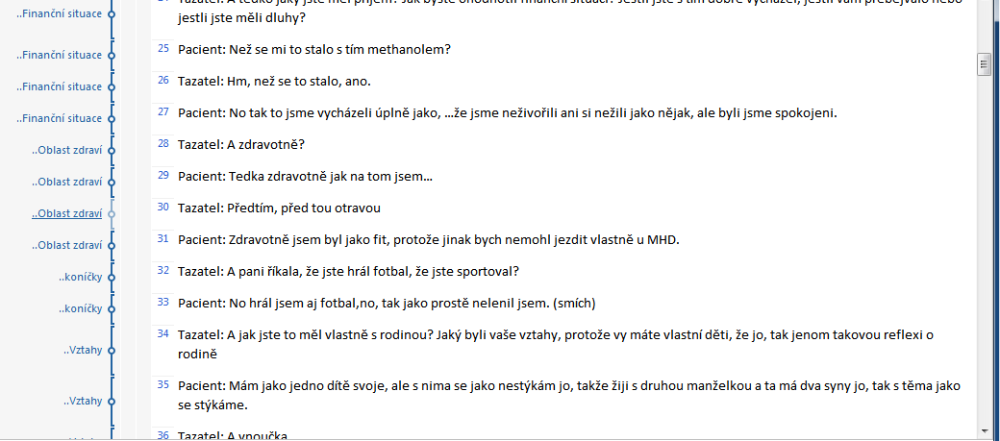 ..Finanční situace
Tazatel: A teďko jaký jste měl příjem? Jak byste ohodnotil finanční situaci? Jestli jste s tím dobře vycházel, jestli vám přebejvalo nebo
jestli jste měli dluhy?
..Finanční situace
25 Pacient: Než se mi to stalo s tím methanolem?
..Finanční situace
26 Tazatel: Hm, než se to stalo, ano.
..Finanční situace
27 Pacient: No tak to jsme vycházeli úplně jako, …že jsme neživořili ani si nežili jako nějak, ale byli jsme spokojeni.
..Oblast zdraví
28 Tazatel: A zdravotně?
..Oblast zdraví
29 Pacient: Tedka zdravotně jak na tom jsem…
..Oblast zdraví
30 Tazatel: Předtím, před tou otravou
..Oblast zdraví
31 Pacient: Zdravotně jsem byl jako fit, protože jinak bych nemohl jezdit vlastně u MHD.
..koníčky
32 Tazatel: A pani říkala, že jste hrál fotbal, že jste sportoval?
..koníčky
33 Pacient: No hrál jsem aj fotbal,no, tak jako prostě nelenil jsem. (smích)
..Vztahy
34 Tazatel: A jak jste to měl vlastně s rodinou? Jaký byli vaše vztahy, protože vy máte vlastní děti, že jo, tak jenom takovou reflexi o
rodině
..Vztahy
35 Pacient: Mám jako jedno dítě svoje, ale s nima se jako nestýkám jo, takže žiji s druhou manželkou a ta má dva syny jo, tak s těma jako
se stýkáme.
36 Tazatel: A vnoučka